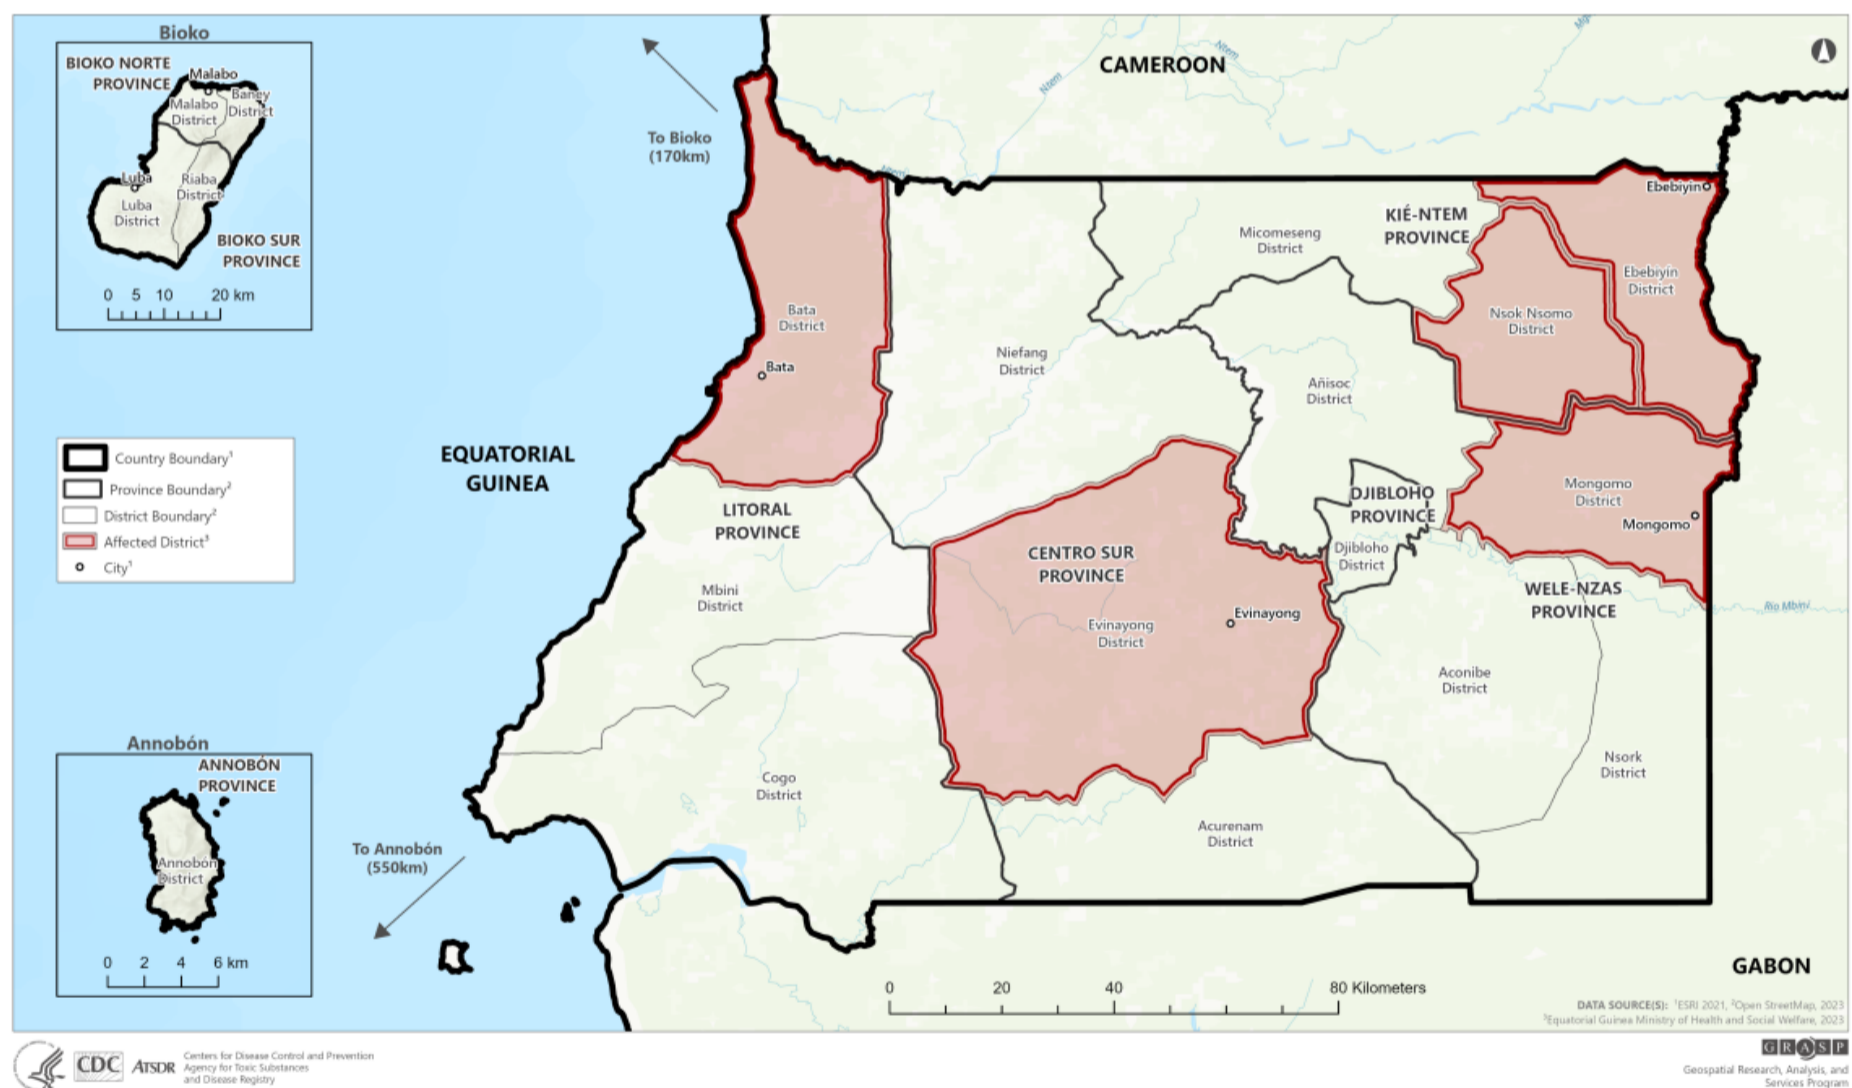 Bioko
BIOKO NORTE
PROVINCE
Malabo
Malabo
District
Baney
District
Luba
Luba
District
Riaba
District
BIOKO SUR
PROVINCE
0 5 10 20 km
To Bioko
(170km)
CAMEROON
Ntem
Ntem
KIÉ-NTEM
PROVINCE
Ebebiyin
Micomeseng
District
Ebebiyin
District
Nsok Nsomo
District
Bata
District
Bata
Niefang
District
Añisoc
District
EQUATORIAL
GUINEA
Country Boundary¹
Province Boundary²
District Boundary²
Affected District³
City¹
LITORAL
PROVINCE
DJIBLOHO
PROVINCE
Djibloho
District
Mongomo
District
Mongomo
CENTRO SUR
PROVINCE
Evinayong
Evinayong
District
WELE-NZAS
PROVINCE
Rio Mbini
Mbini
District
Aconibe
District
Nsork
District
Cogo
District
Acurenam
District
Annobón
ANNOBÓN
PROVINCE
Annobón
District
0 2 4 6 km
To Annobón
(550km)
GABON
0 20 40 80 Kilometers
DATA SOURCE(S): ¹ESRI 2021, ²Open StreetMap, 2023
³Equatorial Guinea Ministry of Health and Social Welfare, 2023
CDC
ATSDR
Centers for Disease Control and Prevention
Agency for Toxic Substances
and Disease Registry
GRASP
Geospatial Research, Analysis, and
Services Program